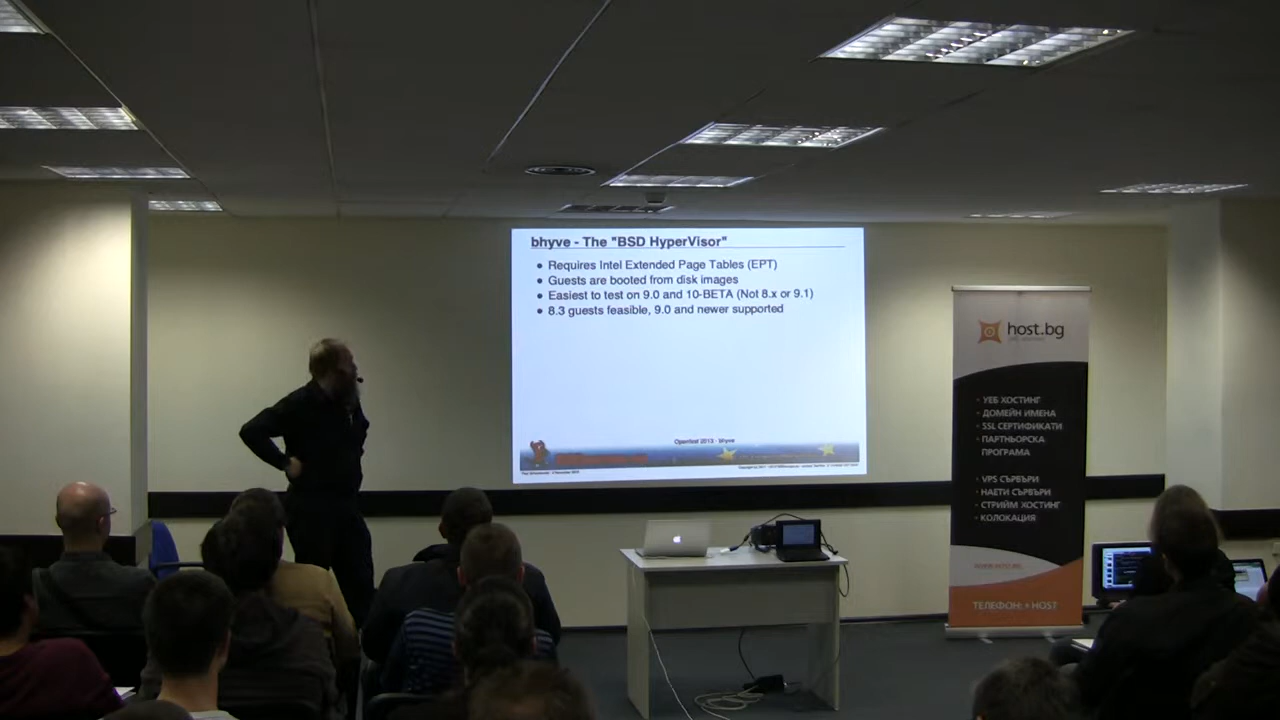 bhyve - The "BSD HyperVisor"
• Requires Intel Extended Page Tables (EPT)
• Guests are booted from disk images
• Easiest to test on 9.0 and 10-BETA (Not 8.x or 9.1)
• 8.3 guests feasible, 9.0 and newer supported
OpenFest 2013 - bhyve
host.bg
• УЕБ ХОСТИНГ
• ДОМЕЙН ИМЕНА
• SSL СЕРТИФИКАТИ
• ПАРТНЬОРСКА
ПРОГРАМА
• VPS СЪРВЪРИ
• НАЕТИ СЪРВЪРИ
• СТРИЙМ ХОСТИНГ
• КОЛОКАЦИЯ
WWW.HOST.BG
ТЕЛЕФОН: • HOST